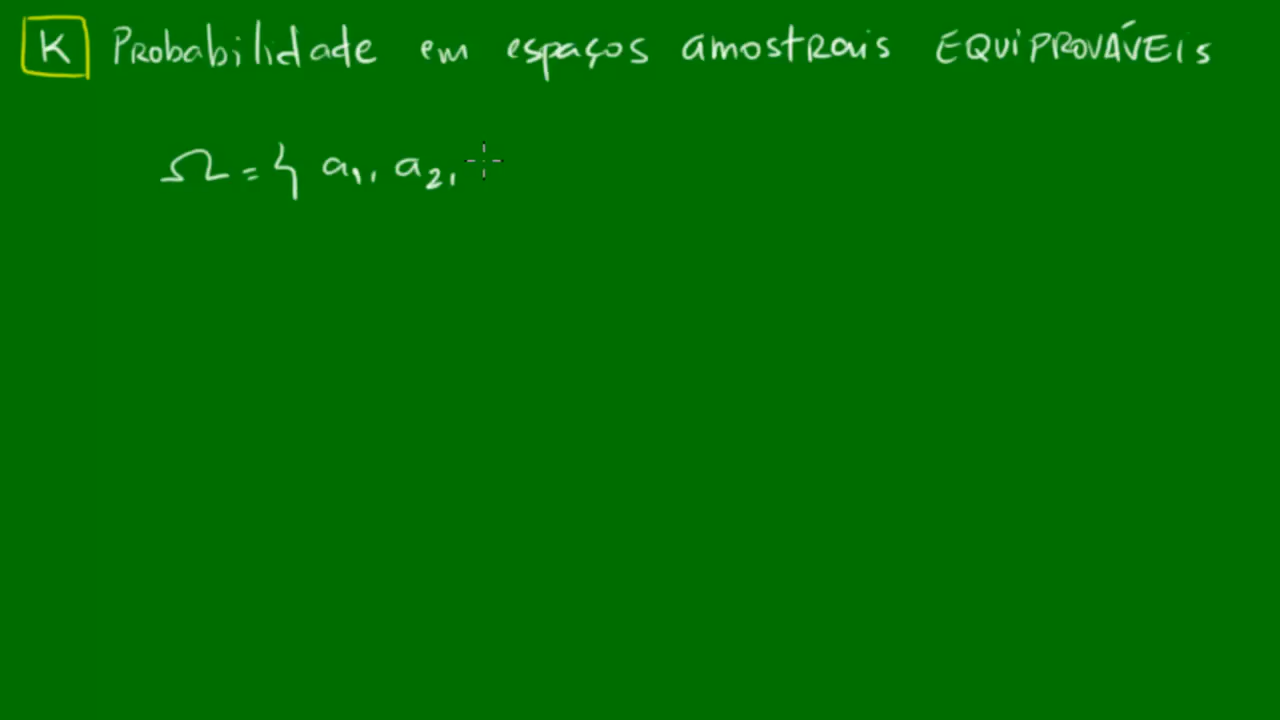 K Probabilidade em espaços amostrais EQUIPROVÁVEIS
Ω = { a₁, a₂,